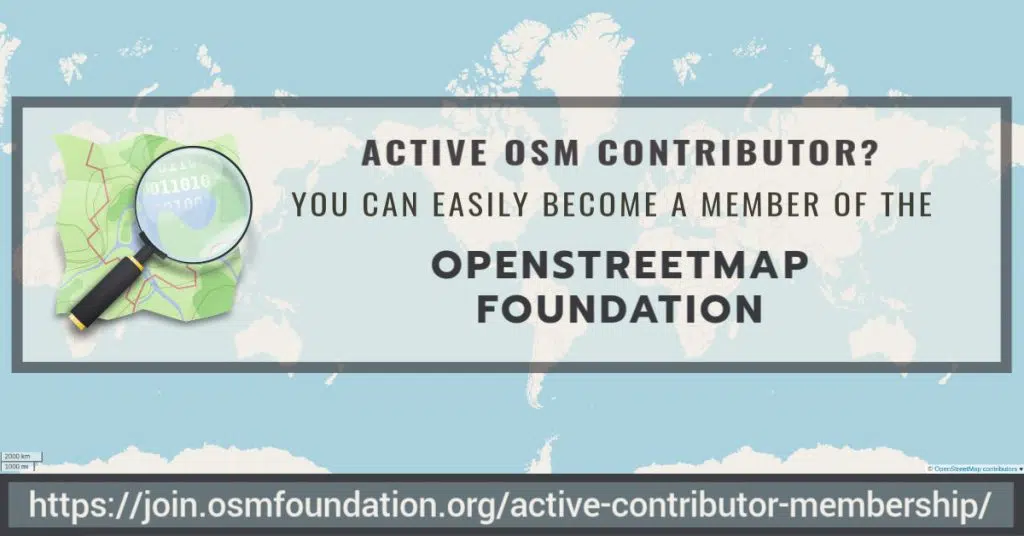 011010
ACTIVE OSM CONTRIBUTOR?
YOU CAN EASILY BECOME A MEMBER OF THE
OPENSTREETMAP
FOUNDATION
2000 km
1000 mi
© OpenStreetMap contributors ♥
https://join.osmfoundation.org/active-contributor-membership/